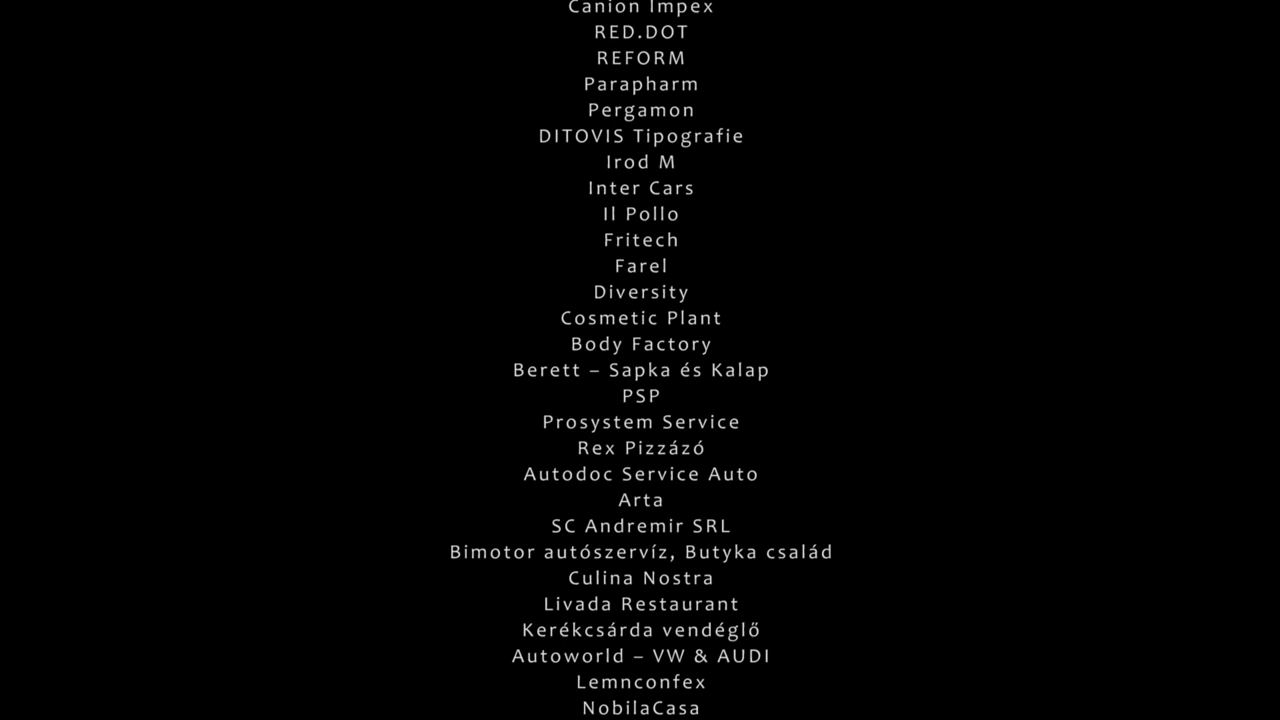 Canion Impex
RED.DOT
REFORM
Parapharm
Pergamon
DITOVIS Tipografie
Irod M
Inter Cars
Il Pollo
Fritech
Farel
Diversity
Cosmetic Plant
Body Factory
Berett – Sapka és Kalap
PSP
Prosystem Service
Rex Pizzázó
Autodoc Service Auto
Arta
SC Andremir SRL
Bimotor autószervíz, Butyka család
Culina Nostra
Livada Restaurant
Kerékcsárda vendéglő
Autoworld – VW & AUDI
Lemnconfex
NobilaCasa